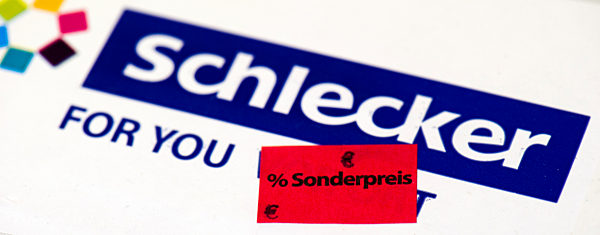 Schlecker
FOR YOU
€
% Sonderpreis
€